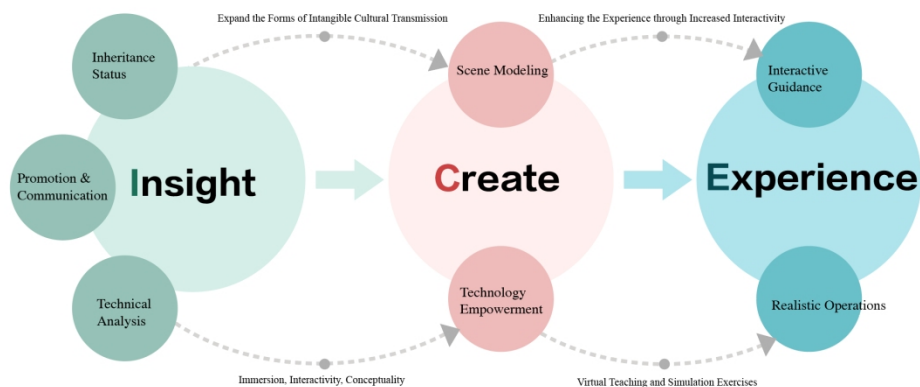 Expand the Forms of Intangible Cultural Transmission
Enhancing the Experience through Increased Interactivity
Inheritance
Status
Scene Modeling
Interactive
Guidance
Promotion &
Communication
Insight
Create
Experience
Technical
Analysis
Technology
Empowerment
Realistic Operations
Immersion, Interactivity, Conceptuality
Virtual Teaching and Simulation Exercises